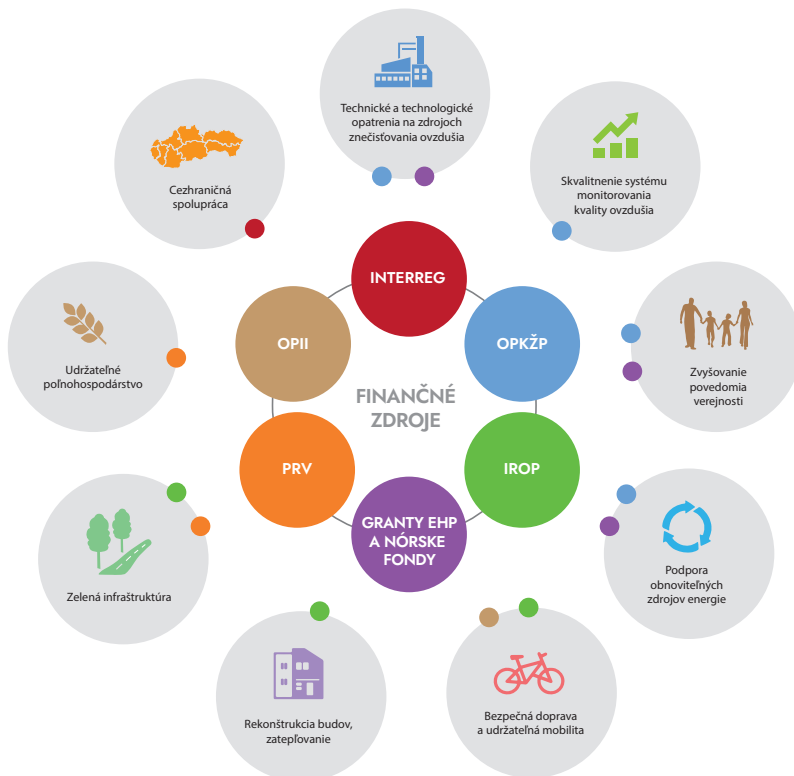 Technické a technologické
opatrenia na zdrojoch
znečisťovania ovzdušia
Skvalitnenie systému
monitorovania
kvality ovzdušia
Cezhraničná
spolupráca
INTERREG
OPII
OPKŽP
Udržateľné
poľnohospodárstvo
Zvyšovanie
povedomia
verejnosti
FINANČNÉ
ZDROJE
PRV
IROP
GRANTY EHP
A NÓRSKE
FONDY
Zelená infraštruktúra
Podpora
obnoviteľných
zdrojov energie
Rekonštrukcia budov,
zatepľovanie
Bezpečná doprava
a udržateľná mobilita